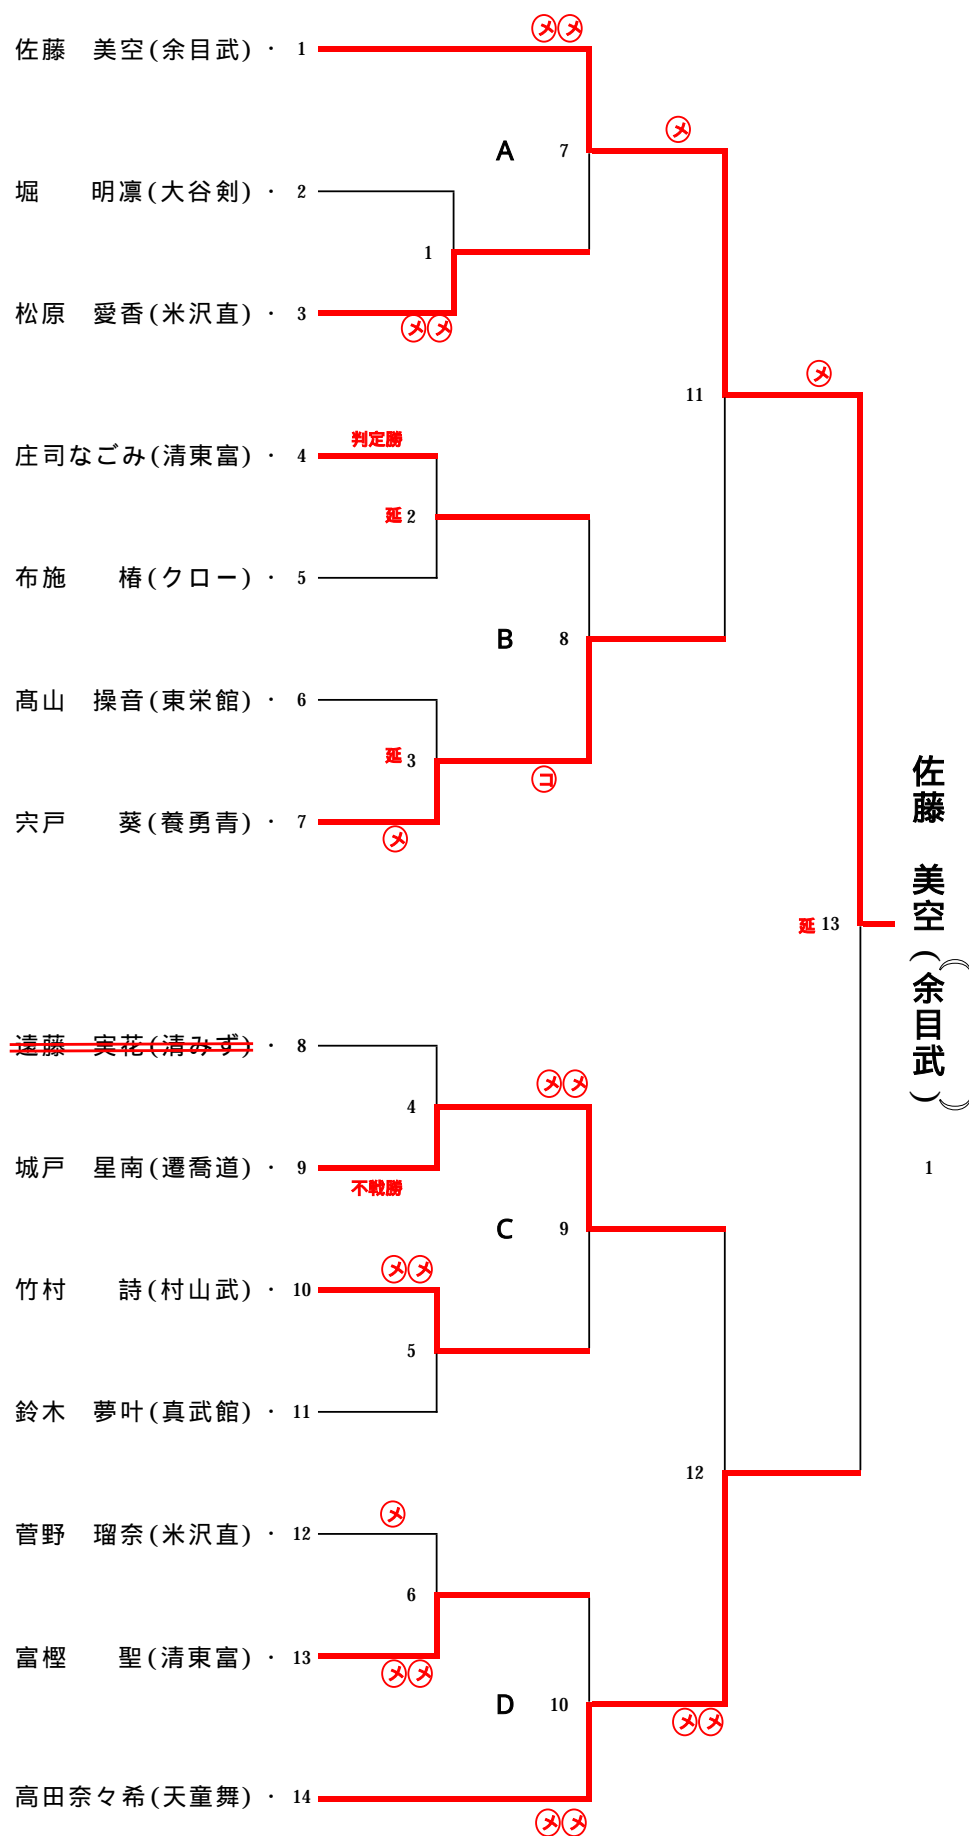 メメ
佐藤　美空(余目武)・ 1
メ
A 7
堀　　明凛(大谷剣)・ 2
1
松原　愛香(米沢直)・ 3
メメ
メ
11
判定勝
庄司なごみ(清東富)・ 4
延 2
布施　　椿(クロー)・ 5
B 8
髙山　操音(東栄館)・ 6
延 3
コ
宍戸　　葵(養勇青)・ 7
メ
佐藤　美空(余目武)
延 13
遠藤　実花(清みず)・ 8
メメ
4
城戸　星南(遷喬道)・ 9
1
不戦勝
C 9
メメ
竹村　　詩(村山武)・ 10
5
鈴木　夢叶(真武館)・ 11
12
メ
菅野　瑠奈(米沢直)・ 12
6
富樫　　聖(清東富)・ 13
メメ
D 10
メメ
高田奈々希(天童舞)・ 14
メメ